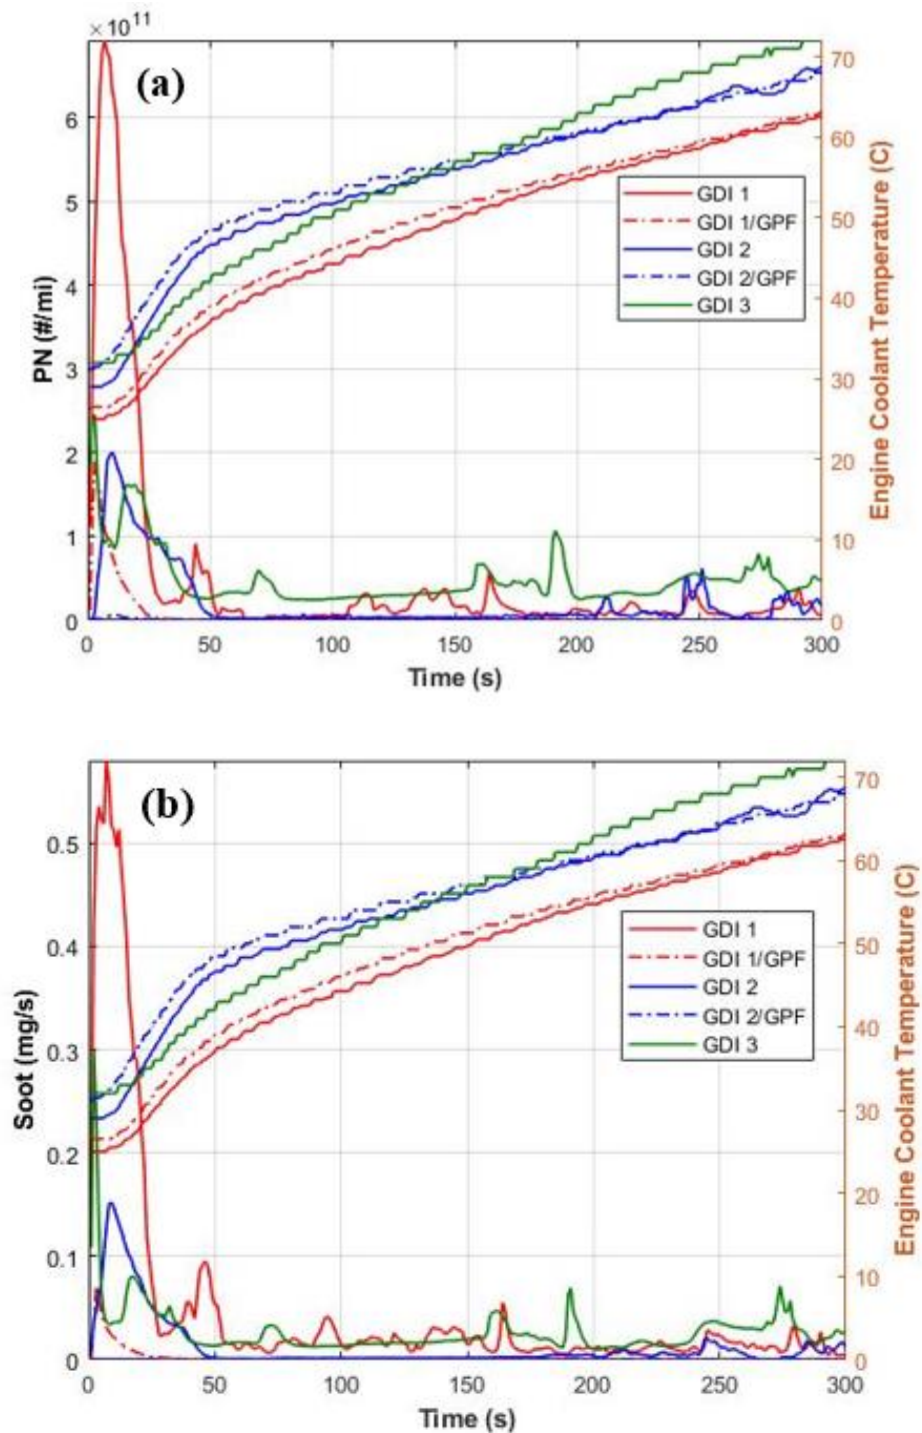 × 10¹¹
(a)
6
5
4
3
2
1
0
PN (#/mi)
70
60
50
40
30
20
10
0
Engine Coolant Temperature (C)
GDI 1
GDI 1/GPF
GDI 2
GDI 2/GPF
GDI 3
0 50 100 150 200 250 300
Time (s)
(b)
0.5
0.4
0.3
0.2
0.1
0
Soot (mg/s)
70
60
50
40
30
20
10
0
Engine Coolant Temperature (C)
GDI 1
GDI 1/GPF
GDI 2
GDI 2/GPF
GDI 3
0 50 100 150 200 250 300
Time (s)